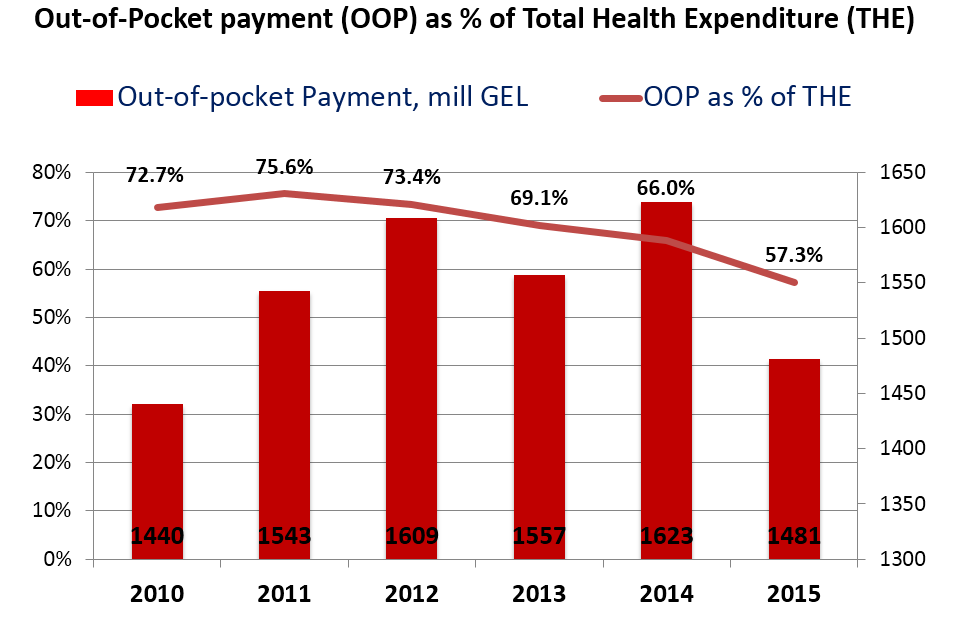 Out-of-Pocket payment (OOP) as % of Total Health Expenditure (THE)
Out-of-pocket Payment, mill GEL OOP as % of THE
80% 72.7% 75.6% 73.4% 69.1% 66.0% 57.3% 1650
70% 1600
60% 1550
50% 1500
40% 1450
30% 1400
20% 1350
10% 1300
0%
1440 1543 1609 1557 1623 1481
2010 2011 2012 2013 2014 2015